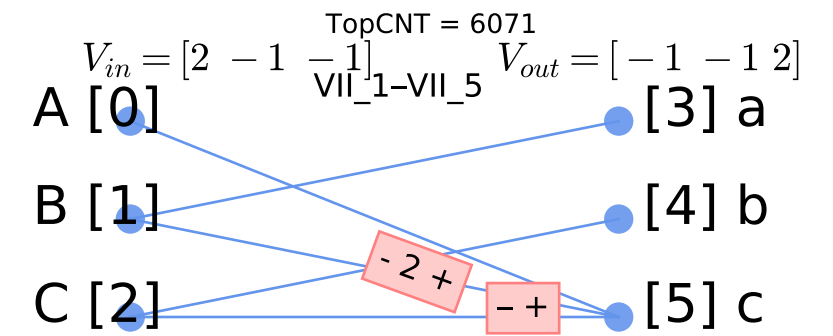 TopCNT = 6071
V_in = [2 − 1 − 1] V_out = [− 1 − 1 2]
VII_1–VII_5
A [0] [3] a
B [1] [4] b
- 2 +
C [2] – + [5] c